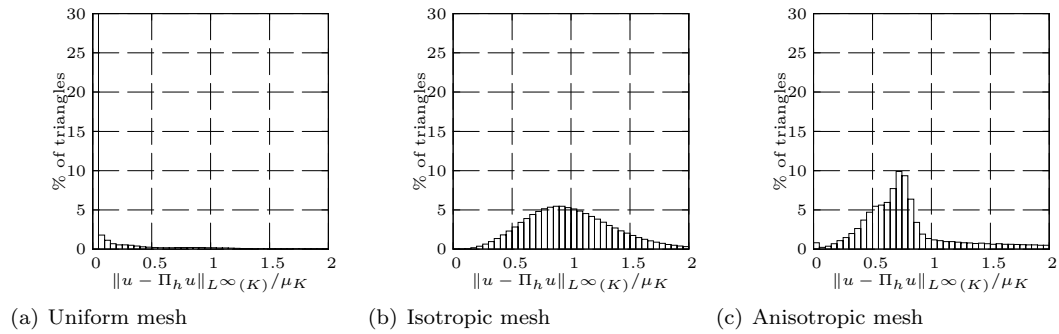 30
25
20
15
10
5
0
% of triangles
0 0.5 1 1.5 2
‖u − Π_h u‖_{L^∞(K)}/μ_K
(a) Uniform mesh
30
25
20
15
10
5
0
% of triangles
0 0.5 1 1.5 2
‖u − Π_h u‖_{L^∞(K)}/μ_K
(b) Isotropic mesh
30
25
20
15
10
5
0
% of triangles
0 0.5 1 1.5 2
‖u − Π_h u‖_{L^∞(K)}/μ_K
(c) Anisotropic mesh